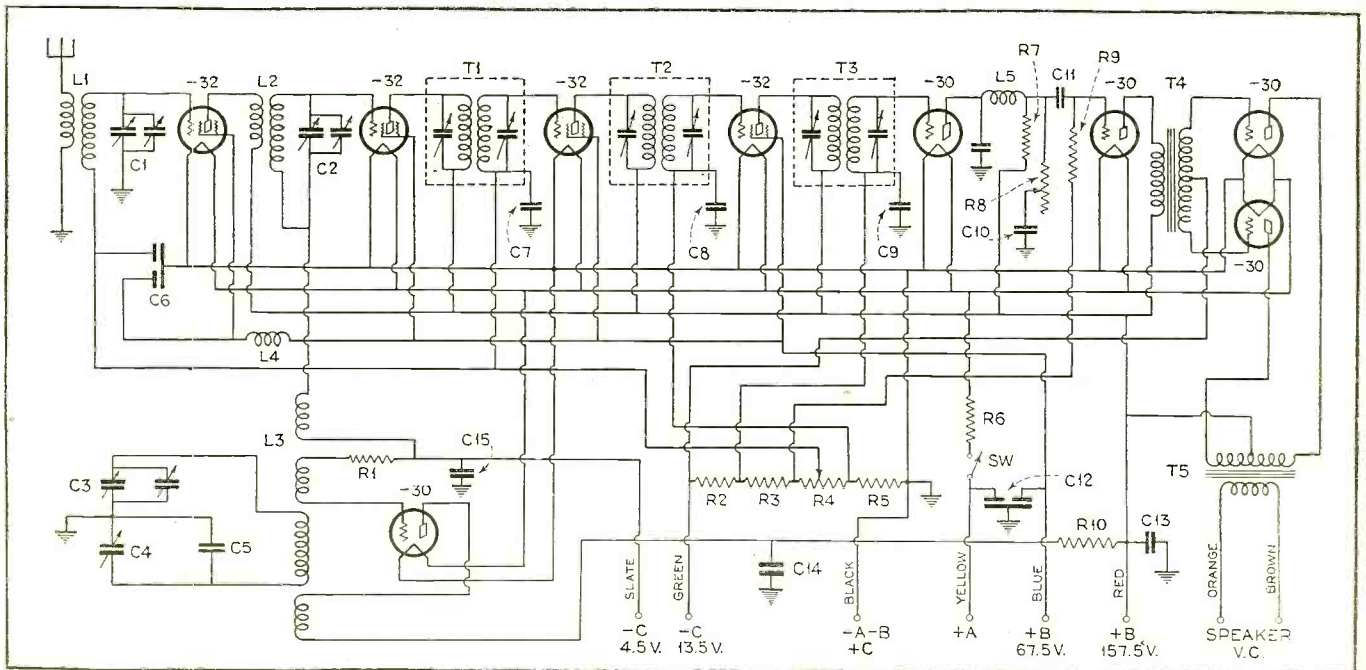 L1
-32
L2
-32
T1
-32
T2
-32
T3
-30
L5
R7
C11
R9
-30
T4
-30
C1
C2
C7
C8
C9
R8
C10
-30
C6
L4
L3
R1
C15
C3
C4
C5
-30
R2
R3
R4
R5
R6
SW
C12
T5
R10
C13
C14
SLATE
GREEN
BLACK
YELLOW
BLUE
RED
ORANGE
BROWN
-C
4.5 V.
-C
13.5 V.
-A-B
+C
+A
+B
67.5 V.
+B
157.5 V.
SPEAKER
V.C.